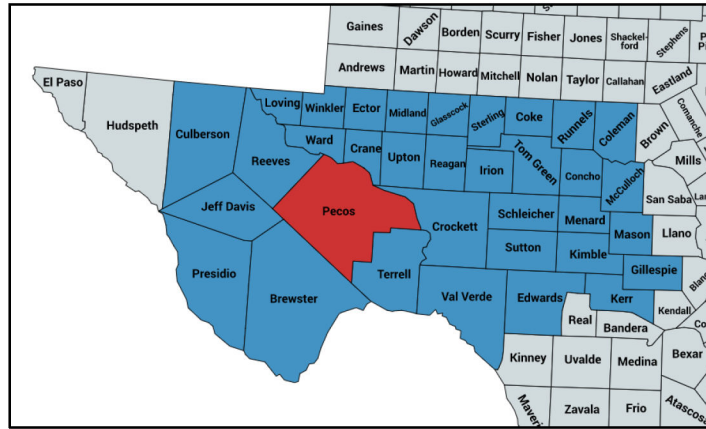 Gaines
Dawson
Borden
Scurry
Fisher
Jones
Shackel-
ford
Stephens
Andrews
Martin
Howard
Mitchell
Nolan
Taylor
Callahan
Eastland
El Paso
Hudspeth
Culberson
Loving
Winkler
Ector
Midland
Glasscock
Sterling
Coke
Runnels
Coleman
Brown
Comanche
Mills
Reeves
Ward
Crane
Upton
Reagan
Irion
Tom Green
Concho
McCulloch
San Saba
Jeff Davis
Pecos
Crockett
Schleicher
Menard
Mason
Llano
Sutton
Kimble
Gillespie
Presidio
Brewster
Terrell
Val Verde
Edwards
Kerr
Kendall
Real
Bandera
Bexar
Kinney
Uvalde
Medina
Zavala
Frio